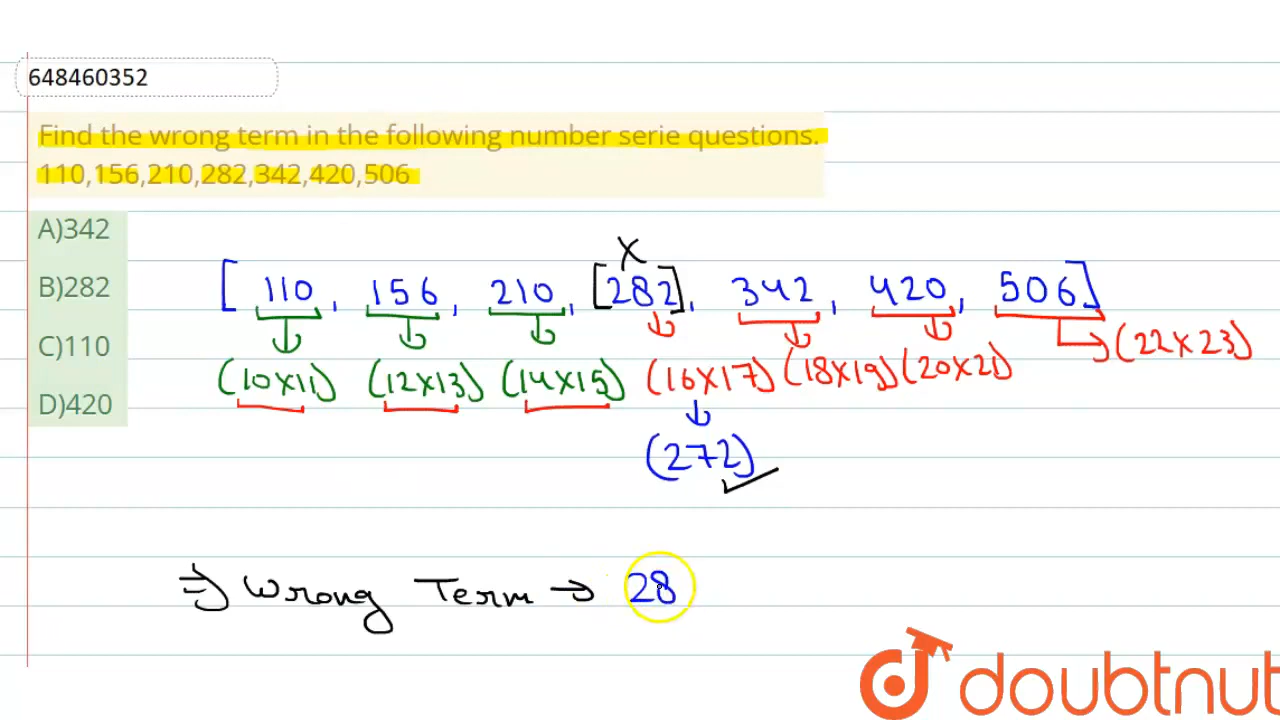 648460352
Find the wrong term in the following number serie questions.
110,156,210,282,342,420,506
A)342
B)282
C)110
D)420
X
[ 110, 156, 210, [282], 342, 420, 506]
(10X11) (12X13) (14X15) (16X17) (18X19) (20X21) (22X23)
(272)
⇒ Wrong Term → 28
doubtnut